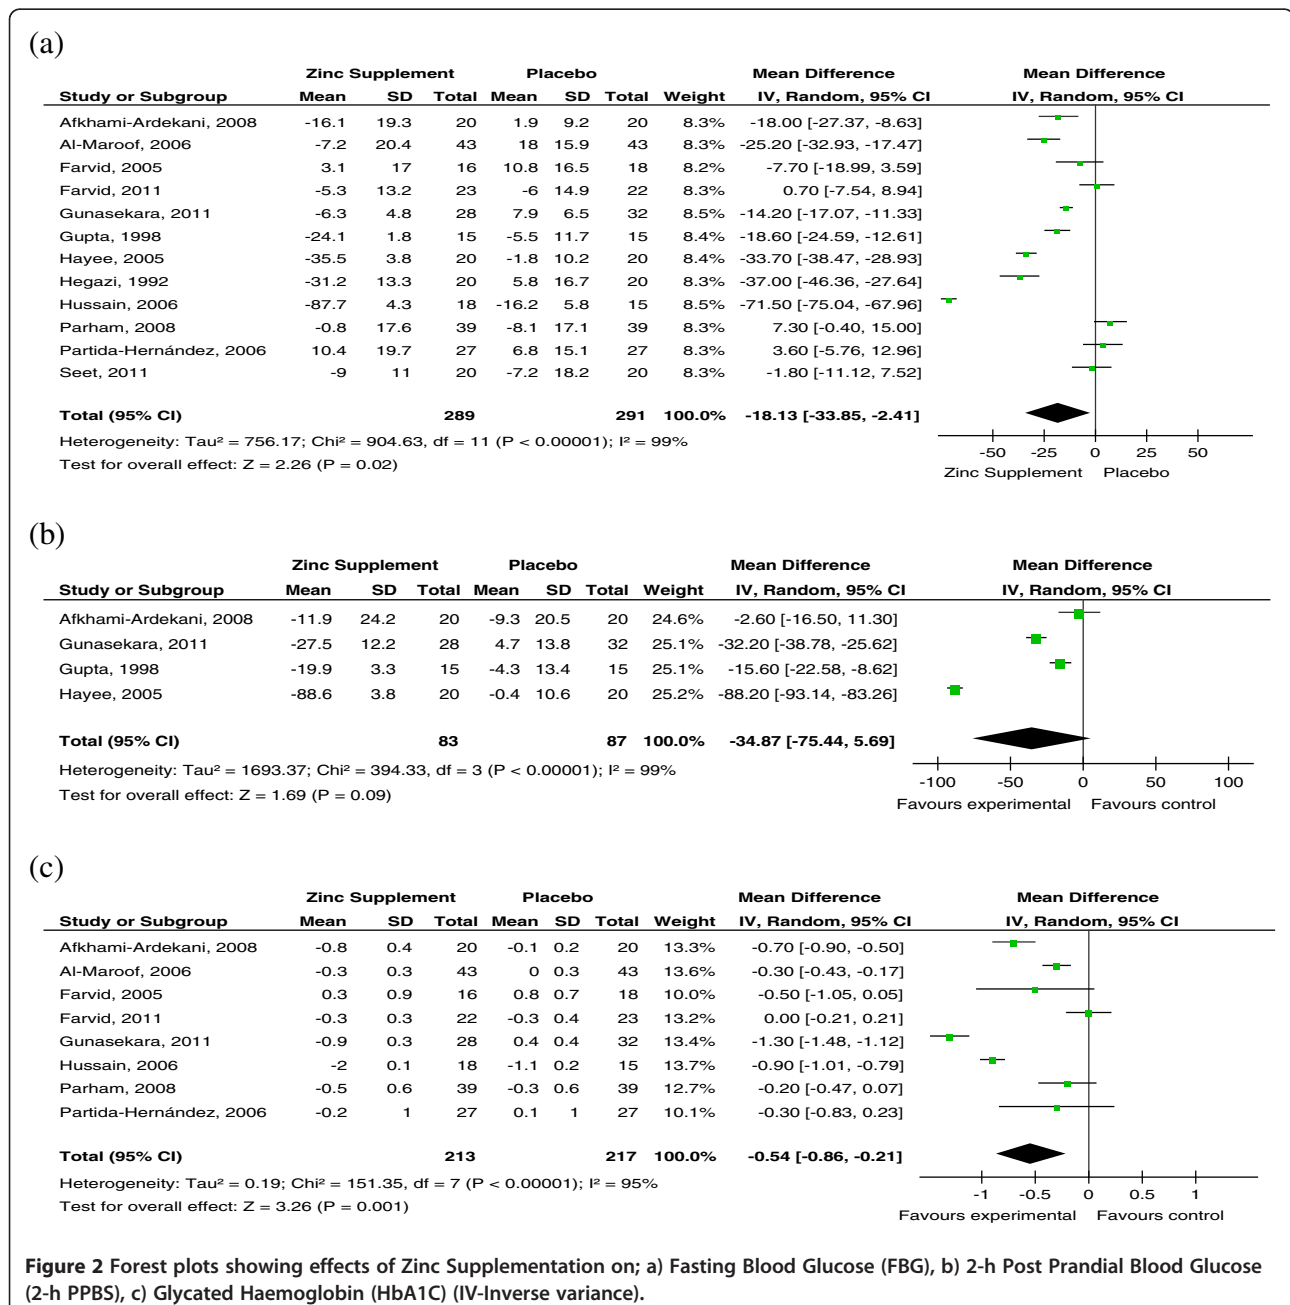 (a)
Zinc Supplement Placebo Mean Difference Mean Difference
Study or Subgroup Mean SD Total Mean SD Total Weight IV, Random, 95% CI IV, Random, 95% CI
Afkhami-Ardekani, 2008 -16.1 19.3 20 1.9 9.2 20 8.3% -18.00 [-27.37, -8.63]
Al-Maroof, 2006 -7.2 20.4 43 18 15.9 43 8.3% -25.20 [-32.93, -17.47]
Farvid, 2005 3.1 17 16 10.8 16.5 18 8.2% -7.70 [-18.99, 3.59]
Farvid, 2011 -5.3 13.2 23 -6 14.9 22 8.3% 0.70 [-7.54, 8.94]
Gunasekara, 2011 -6.3 4.8 28 7.9 6.5 32 8.5% -14.20 [-17.07, -11.33]
Gupta, 1998 -24.1 1.8 15 -5.5 11.7 15 8.4% -18.60 [-24.59, -12.61]
Hayee, 2005 -35.5 3.8 20 -1.8 10.2 20 8.4% -33.70 [-38.47, -28.93]
Hegazi, 1992 -31.2 13.3 20 5.8 16.7 20 8.3% -37.00 [-46.36, -27.64]
Hussain, 2006 -87.7 4.3 18 -16.2 5.8 15 8.5% -71.50 [-75.04, -67.96]
Parham, 2008 -0.8 17.6 39 -8.1 17.1 39 8.3% 7.30 [-0.40, 15.00]
Partida-Hernández, 2006 10.4 19.7 27 6.8 15.1 27 8.3% 3.60 [-5.76, 12.96]
Seet, 2011 -9 11 20 -7.2 18.2 20 8.3% -1.80 [-11.12, 7.52]
Total (95% CI) 289 291 100.0% -18.13 [-33.85, -2.41]
Heterogeneity: Tau² = 756.17; Chi² = 904.63, df = 11 (P < 0.00001); I² = 99%
Test for overall effect: Z = 2.26 (P = 0.02)
-50 -25 0 25 50
Zinc Supplement Placebo
(b)
Zinc Supplement Placebo Mean Difference Mean Difference
Study or Subgroup Mean SD Total Mean SD Total Weight IV, Random, 95% CI IV, Random, 95% CI
Afkhami-Ardekani, 2008 -11.9 24.2 20 -9.3 20.5 20 24.6% -2.60 [-16.50, 11.30]
Gunasekara, 2011 -27.5 12.2 28 4.7 13.8 32 25.1% -32.20 [-38.78, -25.62]
Gupta, 1998 -19.9 3.3 15 -4.3 13.4 15 25.1% -15.60 [-22.58, -8.62]
Hayee, 2005 -88.6 3.8 20 -0.4 10.6 20 25.2% -88.20 [-93.14, -83.26]
Total (95% CI) 83 87 100.0% -34.87 [-75.44, 5.69]
Heterogeneity: Tau² = 1693.37; Chi² = 394.33, df = 3 (P < 0.00001); I² = 99%
Test for overall effect: Z = 1.69 (P = 0.09)
-100 -50 0 50 100
Favours experimental Favours control
(c)
Zinc Supplement Placebo Mean Difference Mean Difference
Study or Subgroup Mean SD Total Mean SD Total Weight IV, Random, 95% CI IV, Random, 95% CI
Afkhami-Ardekani, 2008 -0.8 0.4 20 -0.1 0.2 20 13.3% -0.70 [-0.90, -0.50]
Al-Maroof, 2006 -0.3 0.3 43 0 0.3 43 13.6% -0.30 [-0.43, -0.17]
Farvid, 2005 0.3 0.9 16 0.8 0.7 18 10.0% -0.50 [-1.05, 0.05]
Farvid, 2011 -0.3 0.3 22 -0.3 0.4 23 13.2% 0.00 [-0.21, 0.21]
Gunasekara, 2011 -0.9 0.3 28 0.4 0.4 32 13.4% -1.30 [-1.48, -1.12]
Hussain, 2006 -2 0.1 18 -1.1 0.2 15 13.7% -0.90 [-1.01, -0.79]
Parham, 2008 -0.5 0.6 39 -0.3 0.6 39 12.7% -0.20 [-0.47, 0.07]
Partida-Hernández, 2006 -0.2 1 27 0.1 1 27 10.1% -0.30 [-0.83, 0.23]
Total (95% CI) 213 217 100.0% -0.54 [-0.86, -0.21]
Heterogeneity: Tau² = 0.19; Chi² = 151.35, df = 7 (P < 0.00001); I² = 95%
Test for overall effect: Z = 3.26 (P = 0.001)
-1 -0.5 0 0.5 1
Favours experimental Favours control
Figure 2 Forest plots showing effects of Zinc Supplementation on; a) Fasting Blood Glucose (FBG), b) 2-h Post Prandial Blood Glucose
(2-h PPBS), c) Glycated Haemoglobin (HbA1C) (IV-Inverse variance).